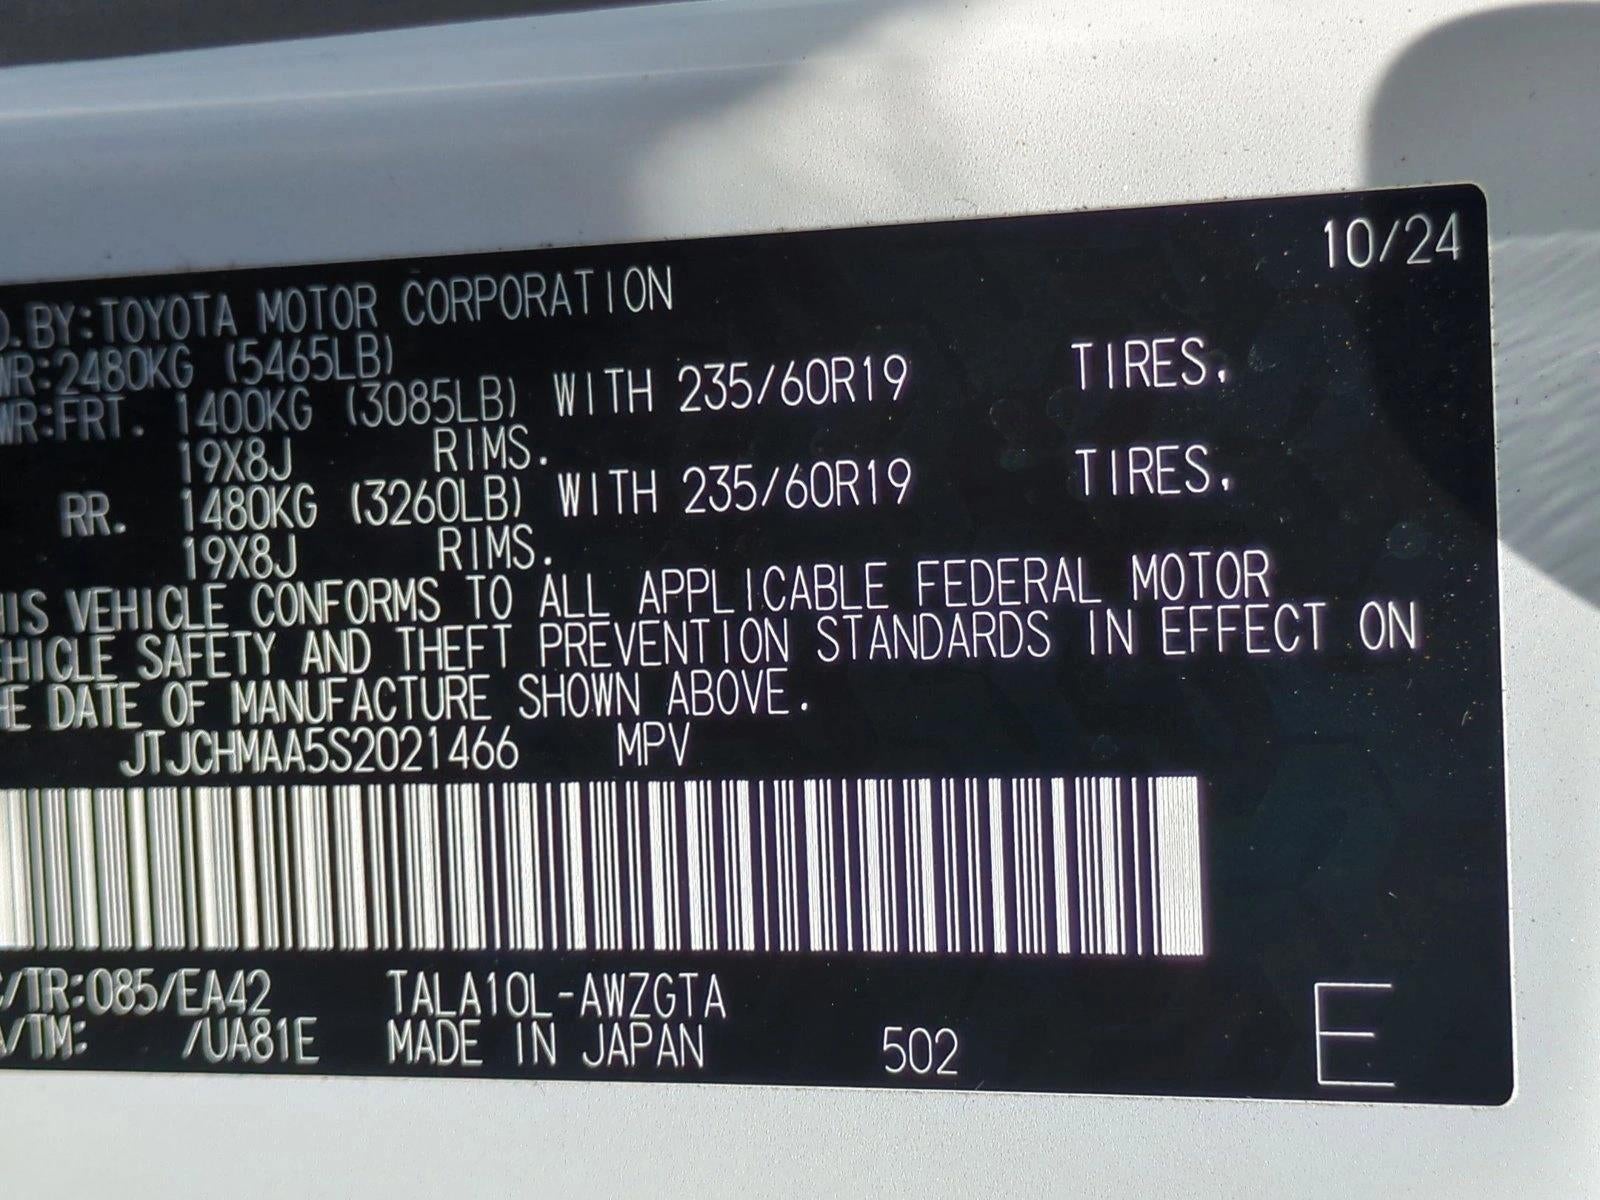 10/24
D.BY:TOYOTA MOTOR CORPORATION
WR:2480KG (5465LB)
WR:FRT. 1400KG (3085LB) WITH 235/60R19 TIRES,
19X8J RIMS.
RR. 1480KG (3260LB) WITH 235/60R19 TIRES,
19X8J RIMS.
HIS VEHICLE CONFORMS TO ALL APPLICABLE FEDERAL MOTOR
EHICLE SAFETY AND THEFT PREVENTION STANDARDS IN EFFECT ON
HE DATE OF MANUFACTURE SHOWN ABOVE.
JTJCHMAA5S2021466 MPV
C/TR:085/EA42 TALA10L-AWZGTA
A/TM: /UA81E MADE IN JAPAN 502
E